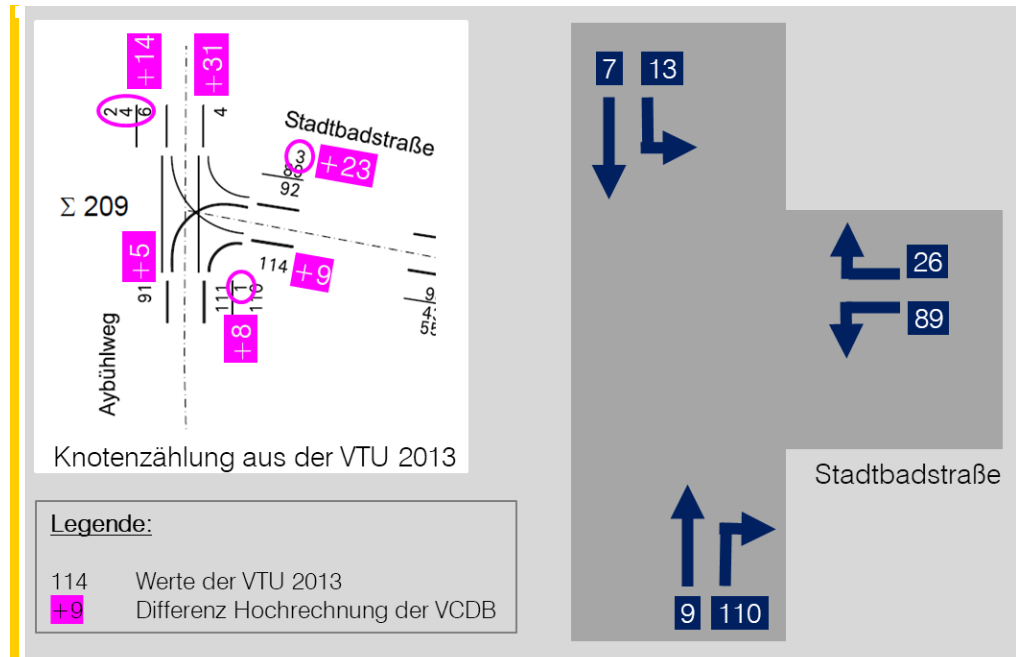 +14
+31
2
4
6
4
Stadtbadstraße
3
+23
89
92
Σ 209
+5
91
114
+9
111
1
110
+8
Aybühlweg
Knotenzählung aus der VTU 2013
Legende:
114 Werte der VTU 2013
+9 Differenz Hochrechnung der VCDB
7 13
26
89
Stadtbadstraße
9 110